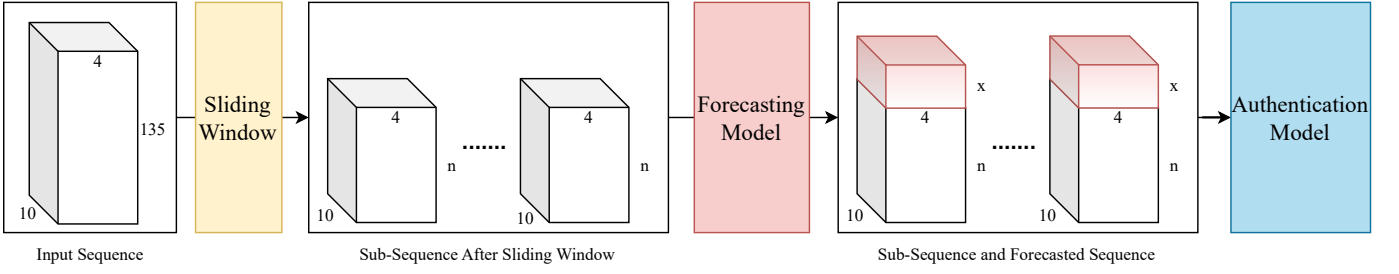 4
135
10
Input Sequence
Sliding
Window
4
n
10
.......
4
n
10
Sub-Sequence After Sliding Window
Forecasting
Model
x
4
n
10
.......
x
4
n
10
Sub-Sequence and Forecasted Sequence
Authentication
Model